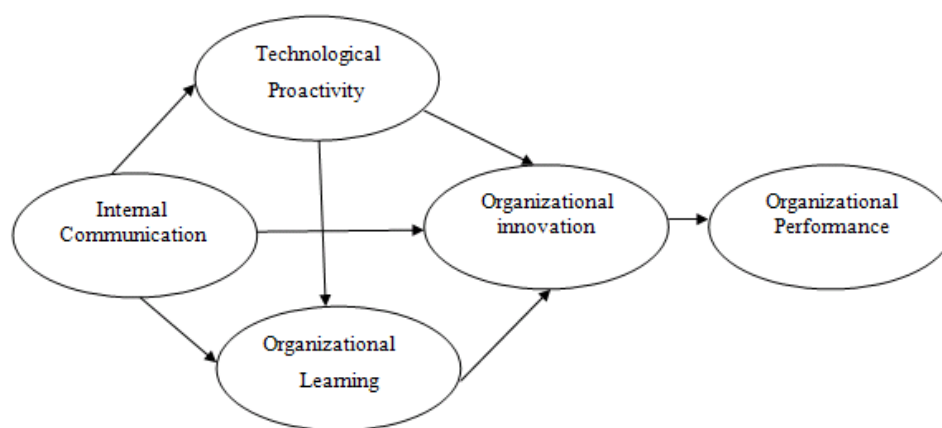 Technological
Proactivity
Internal
Communication
Organizational
innovation
Organizational
Performance
Organizational
Learning